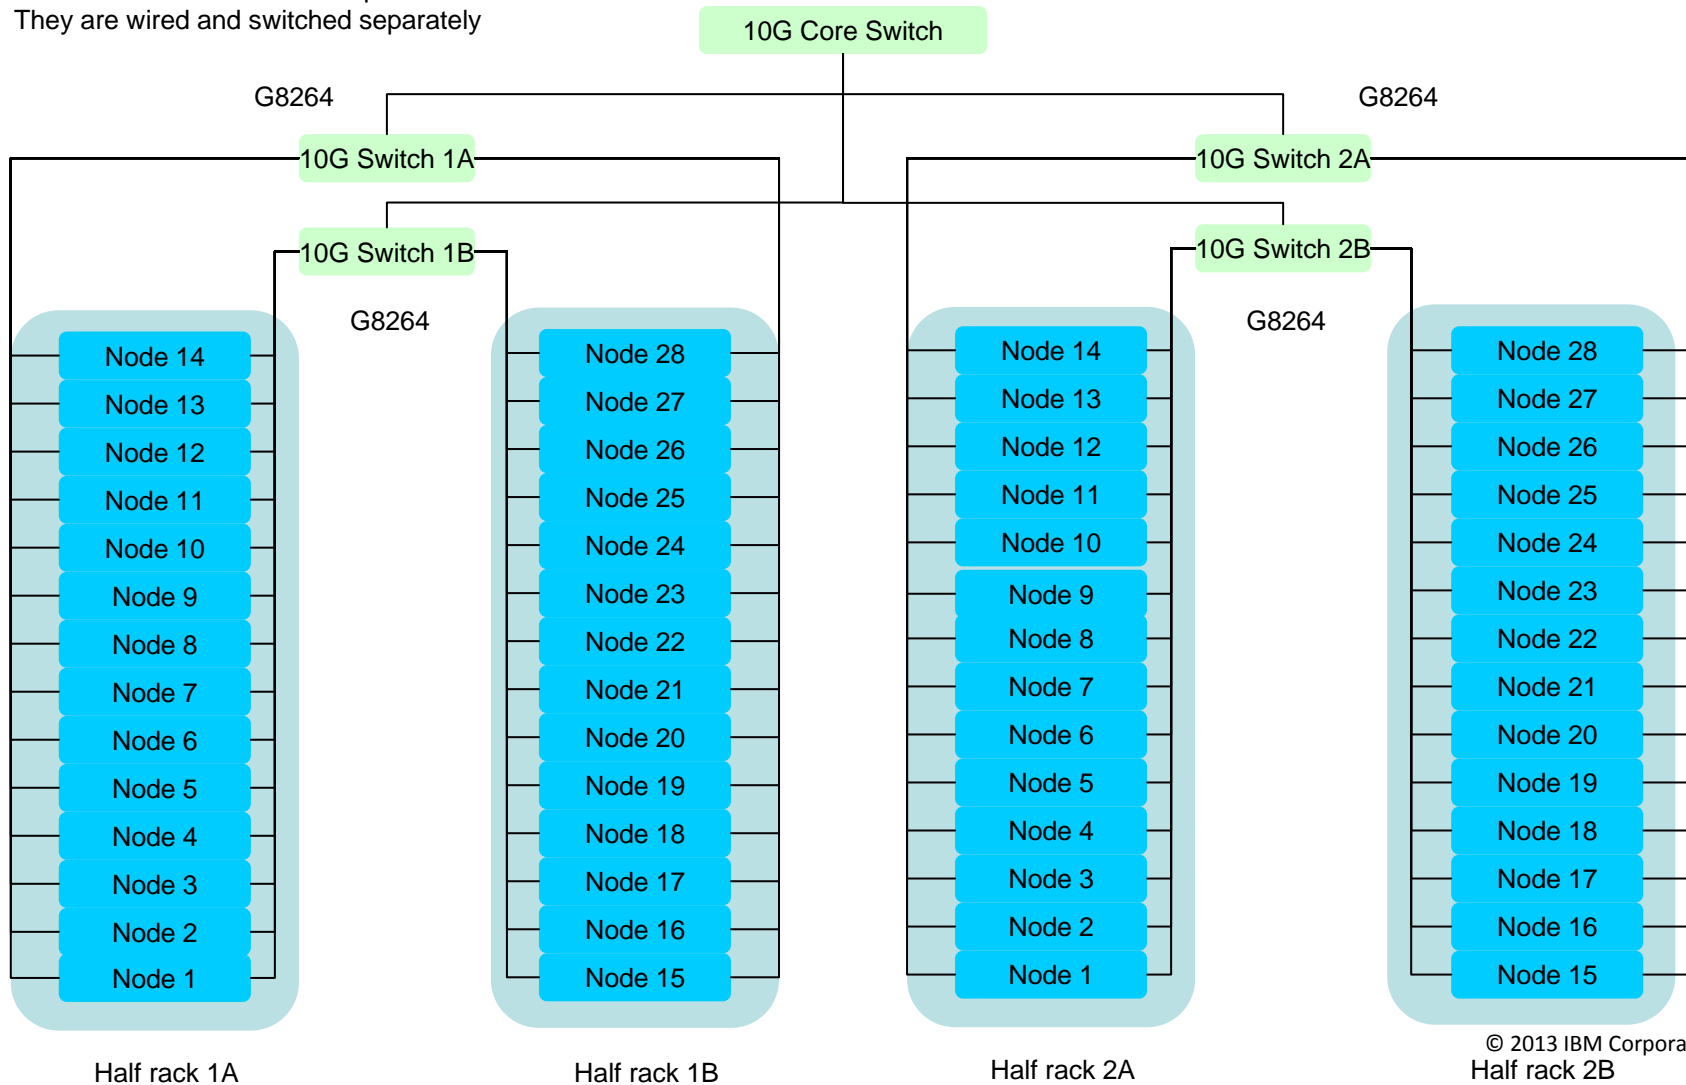 They are wired and switched separately
10G Core Switch
G8264
G8264
10G Switch 1A
10G Switch 2A
10G Switch 1B
10G Switch 2B
G8264
G8264
Node 14
Node 13
Node 12
Node 11
Node 10
Node 9
Node 8
Node 7
Node 6
Node 5
Node 4
Node 3
Node 2
Node 1
Half rack 1A
Node 28
Node 27
Node 26
Node 25
Node 24
Node 23
Node 22
Node 21
Node 20
Node 19
Node 18
Node 17
Node 16
Node 15
Half rack 1B
Node 14
Node 13
Node 12
Node 11
Node 10
Node 9
Node 8
Node 7
Node 6
Node 5
Node 4
Node 3
Node 2
Node 1
Half rack 2A
Node 28
Node 27
Node 26
Node 25
Node 24
Node 23
Node 22
Node 21
Node 20
Node 19
Node 18
Node 17
Node 16
Node 15
© 2013 IBM Corpora
Half rack 2B